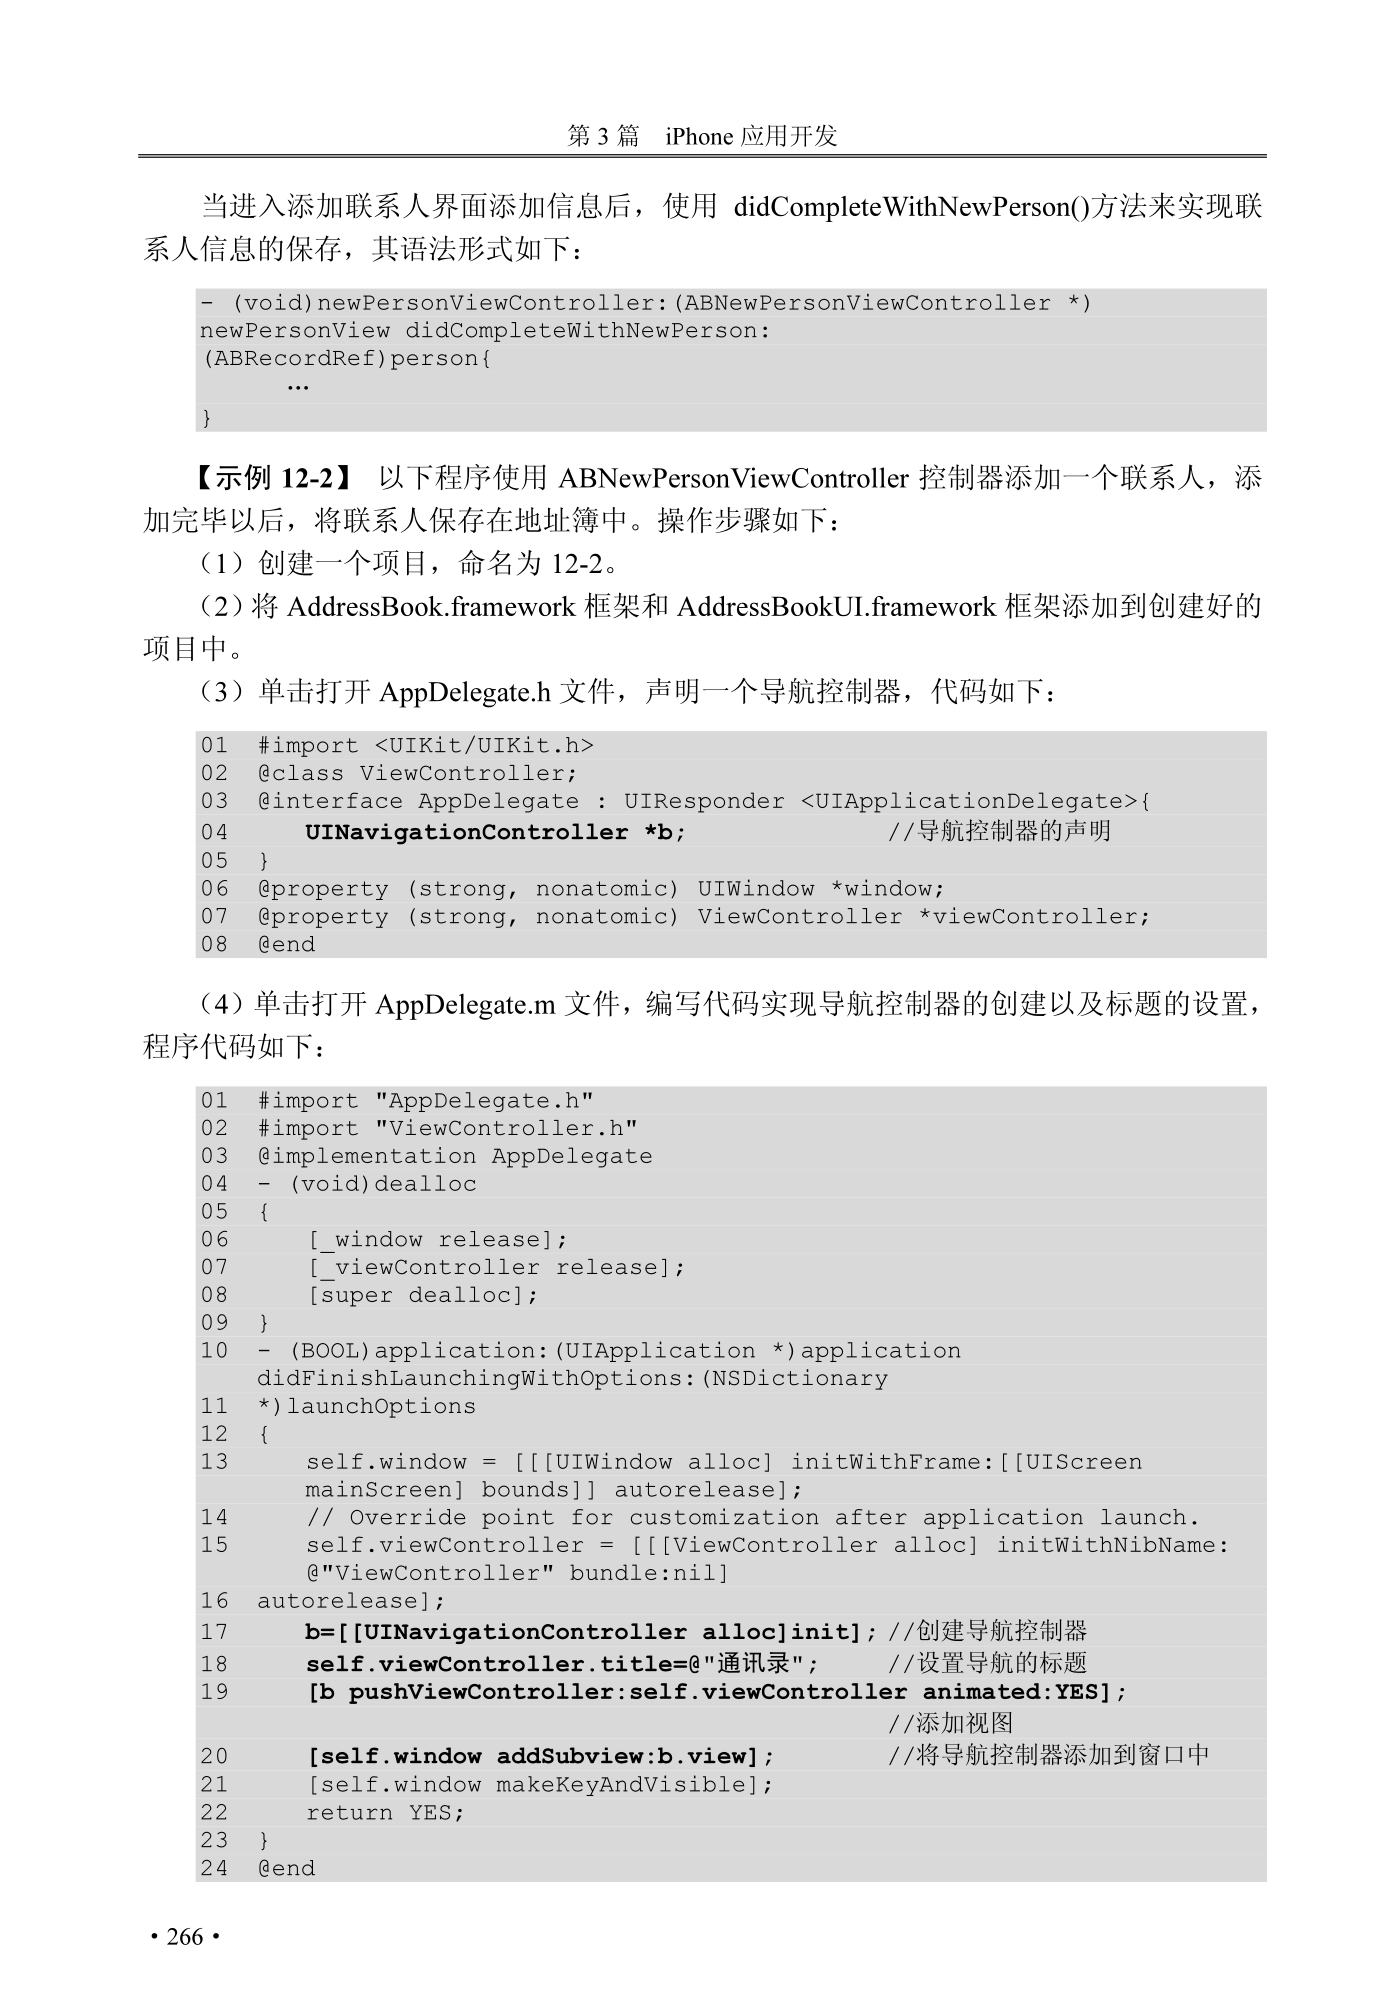 第 3 篇　iPhone 应用开发
当进入添加联系人界面添加信息后，使用 didCompleteWithNewPerson()方法来实现联
系人信息的保存，其语法形式如下：
- (void)newPersonViewController:(ABNewPersonViewController *)
newPersonView didCompleteWithNewPerson:
(ABRecordRef)person{
…
}
【示例 12-2】 以下程序使用 ABNewPersonViewController 控制器添加一个联系人，添
加完毕以后，将联系人保存在地址簿中。操作步骤如下：
（1）创建一个项目，命名为 12-2。
（2）将 AddressBook.framework 框架和 AddressBookUI.framework 框架添加到创建好的
项目中。
（3）单击打开 AppDelegate.h 文件，声明一个导航控制器，代码如下：
01  #import <UIKit/UIKit.h>
02  @class ViewController;
03  @interface AppDelegate : UIResponder <UIApplicationDelegate>{
04     UINavigationController *b;             //导航控制器的声明
05  }
06  @property (strong, nonatomic) UIWindow *window;
07  @property (strong, nonatomic) ViewController *viewController;
08  @end
（4）单击打开 AppDelegate.m 文件，编写代码实现导航控制器的创建以及标题的设置，
程序代码如下：
01  #import "AppDelegate.h"
02  #import "ViewController.h"
03  @implementation AppDelegate
04  - (void)dealloc
05  {
06     [_window release];
07     [_viewController release];
08     [super dealloc];
09  }
10  - (BOOL)application:(UIApplication *)application
didFinishLaunchingWithOptions:(NSDictionary
11  *)launchOptions
12  {
13     self.window = [[[UIWindow alloc] initWithFrame:[[UIScreen
mainScreen] bounds]] autorelease];
14     // Override point for customization after application launch.
15     self.viewController = [[[ViewController alloc] initWithNibName:
@"ViewController" bundle:nil]
16  autorelease];
17     b=[[UINavigationController alloc]init]; //创建导航控制器
18     self.viewController.title=@"通讯录";     //设置导航的标题
19     [b pushViewController:self.viewController animated:YES];
//添加视图
20     [self.window addSubview:b.view];        //将导航控制器添加到窗口中
21     [self.window makeKeyAndVisible];
22     return YES;
23  }
24  @end
• 266 •